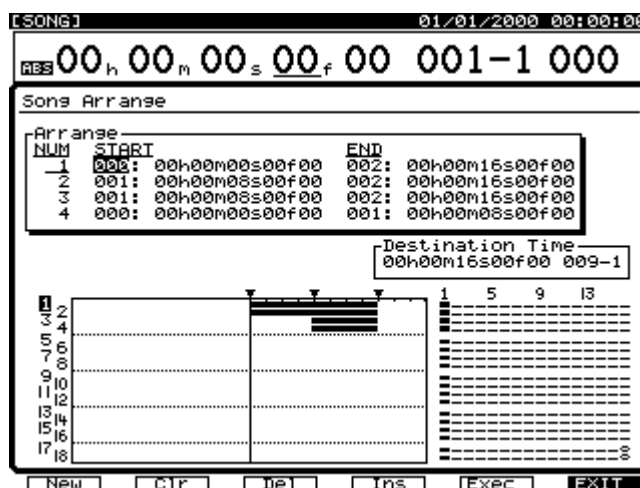 [SONG] 01/01/2000 00:00:00
ABS 00h 00m 00s 00f 00 001-1 000
Song Arrange
Arrange
NUM START END
1 000: 00h00m00s00f00 002: 00h00m16s00f00
2 001: 00h00m08s00f00 002: 00h00m16s00f00
3 001: 00h00m08s00f00 002: 00h00m16s00f00
4 000: 00h00m00s00f00 001: 00h00m08s00f00
Destination Time
00h00m16s00f00 009-1
1 5 9 13
1
2
3
4
5
6
7
8
9
10
11
12
13
14
15
16
17
18
8
New Clr Del Ins Exec EXIT